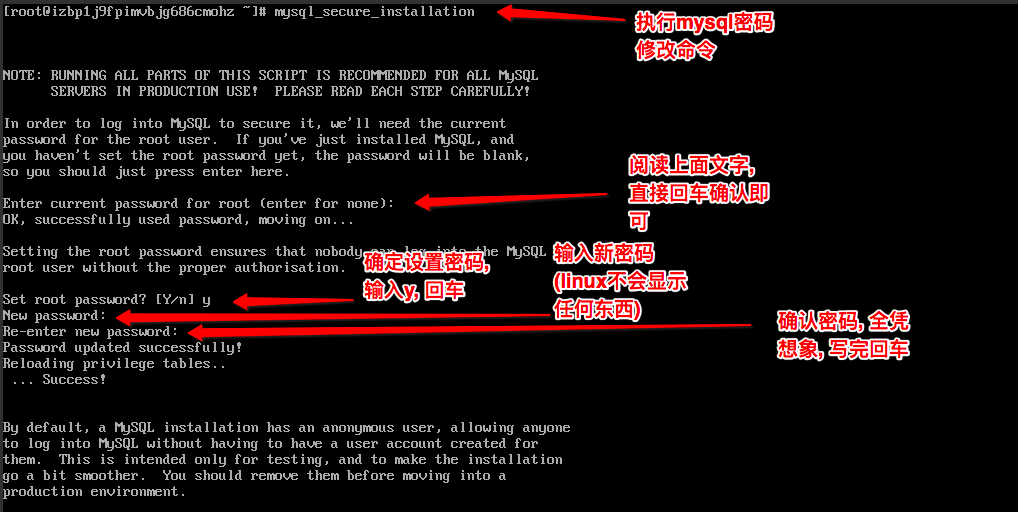 [root@izbp1j9fpimvbjg686cmohz ~]# mysql_secure_installation
执行mysql密码
修改命令
NOTE: RUNNING ALL PARTS OF THIS SCRIPT IS RECOMMENDED FOR ALL MySQL
SERVERS IN PRODUCTION USE!  PLEASE READ EACH STEP CAREFULLY!
In order to log into MySQL to secure it, we'll need the current
password for the root user.  If you've just installed MySQL, and
you haven't set the root password yet, the password will be blank,
so you should just press enter here.
阅读上面文字,
直接回车确认即
可
Enter current password for root (enter for none):
OK, successfully used password, moving on...
Setting the root password ensures that nobody can log into the MySQL
root user without the proper authorisation.
确定设置密码,
输入y, 回车
输入新密码
(linux不会显示
任何东西)
Set root password? [Y/n] y
New password:
Re-enter new password:
确认密码, 全凭
想象, 写完回车
Password updated successfully!
Reloading privilege tables..
... Success!
By default, a MySQL installation has an anonymous user, allowing anyone
to log into MySQL without having to have a user account created for
them.  This is intended only for testing, and to make the installation
go a bit smoother.  You should remove them before moving into a
production environment.